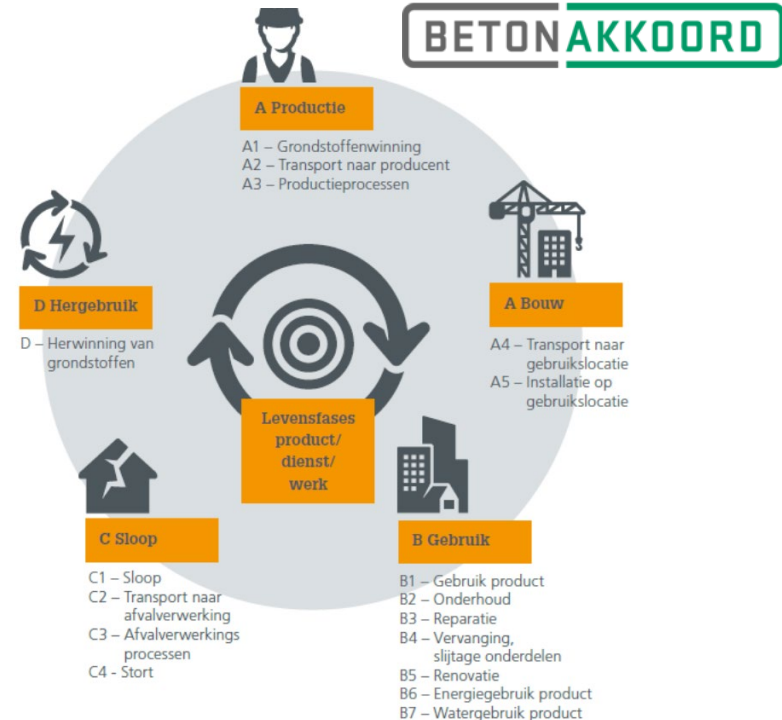 BETONAKKOORD
A Productie
A1 – Grondstoffenwinning
A2 – Transport naar producent
A3 – Productieprocessen
A Bouw
A4 – Transport naar
gebruikslocatie
A5 – Installatie op
gebruikslocatie
D Hergebruik
D – Herwinning van
grondstoffen
Levensfases
product/
dienst/
werk
C Sloop
C1 – Sloop
C2 – Transport naar
afvalverwerking
C3 – Afvalverwerkings
processen
C4 - Stort
B Gebruik
B1 – Gebruik product
B2 – Onderhoud
B3 – Reparatie
B4 – Vervanging,
slijtage onderdelen
B5 – Renovatie
B6 – Energiegebruik product
B7 – Watergebruik product